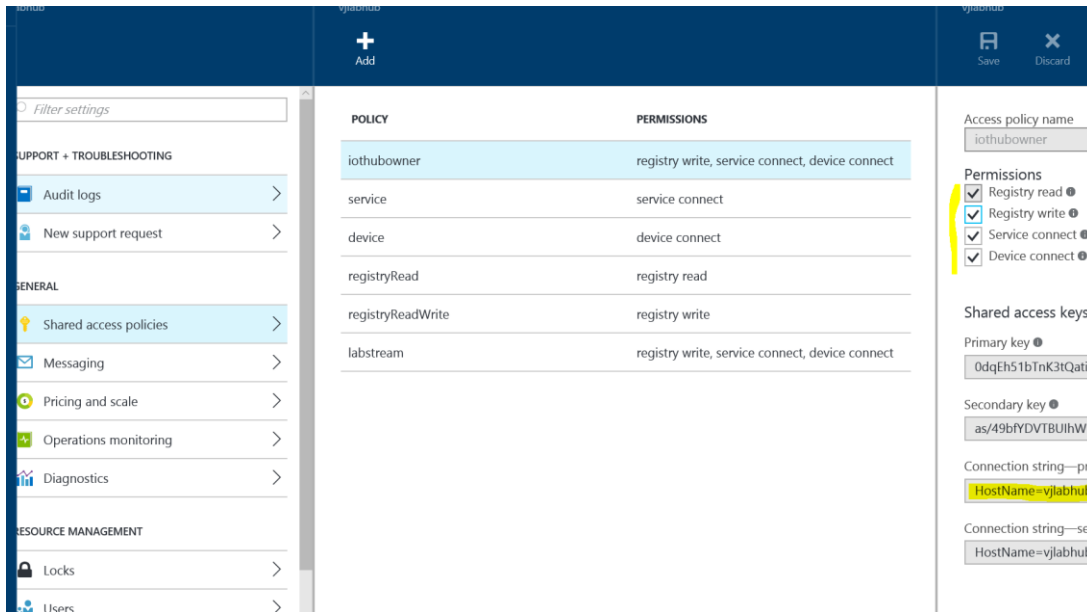 vjlabhub
vjlabhub
Add
Save Discard
Filter settings
SUPPORT + TROUBLESHOOTING
Audit logs
New support request
GENERAL
Shared access policies
Messaging
Pricing and scale
Operations monitoring
Diagnostics
RESOURCE MANAGEMENT
Locks
Users
POLICY PERMISSIONS
iothubowner registry write, service connect, device connect
service service connect
device device connect
registryRead registry read
registryReadWrite registry write
labstream registry write, service connect, device connect
Access policy name
iothubowner
Permissions
Registry read
Registry write
Service connect
Device connect
Shared access keys
Primary key
0dqEh51bTnK3tQati
Secondary key
as/49bfYDVTBUIhW
Connection string—pr
HostName=vjlabhub
Connection string—se
HostName=vjlabhub